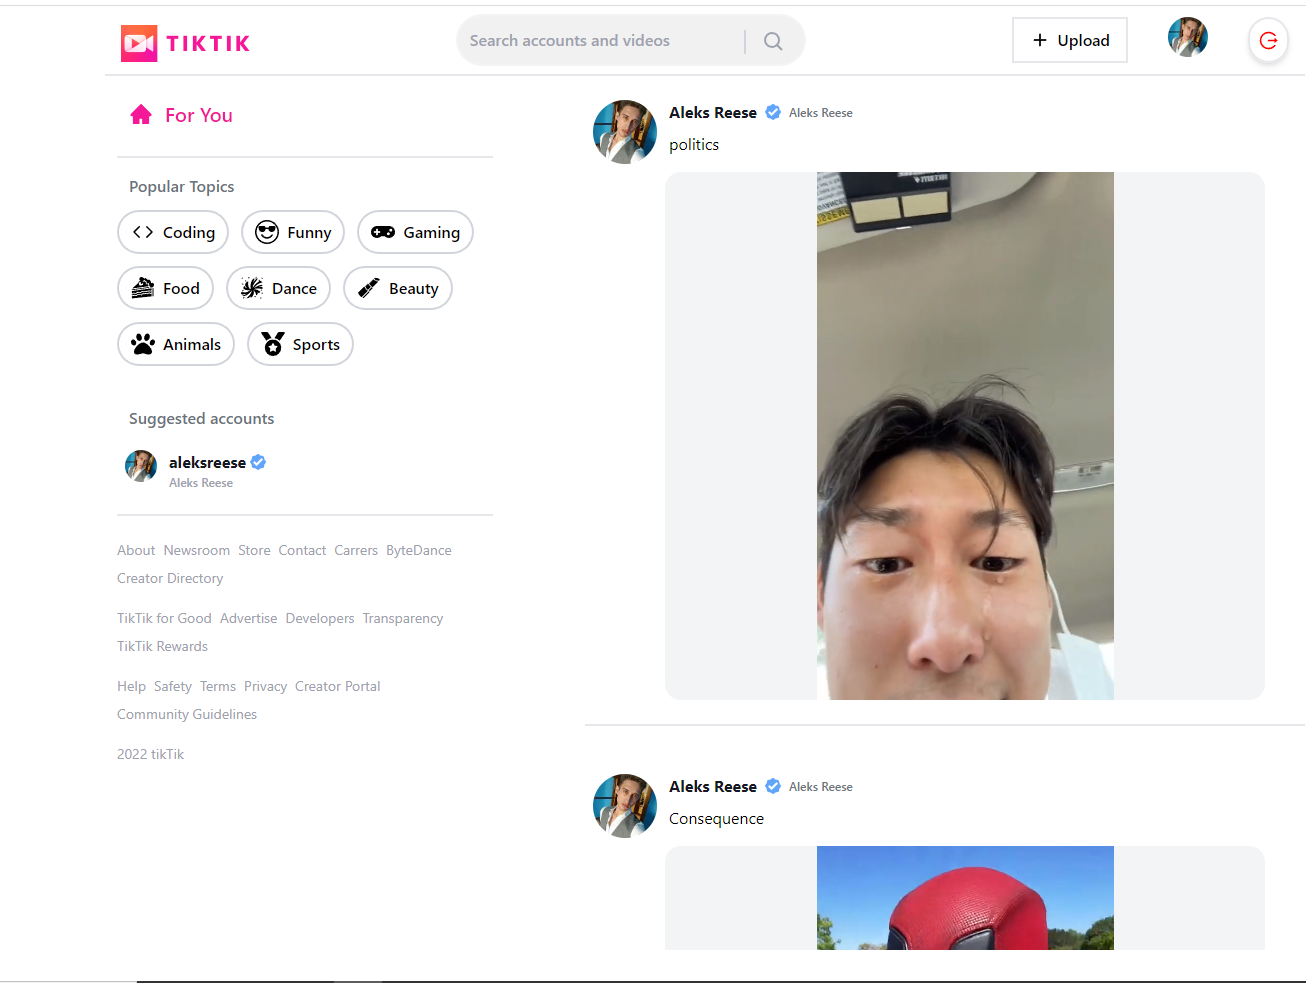 TIKTIK
Search accounts and videos
Upload
For You
Popular Topics
Coding Funny Gaming
Food Dance Beauty
Animals Sports
Suggested accounts
aleksreese
Aleks Reese
About Newsroom Store Contact Carrers ByteDance
Creator Directory
TikTik for Good Advertise Developers Transparency
TikTik Rewards
Help Safety Terms Privacy Creator Portal
Community Guidelines
2022 tikTik
Aleks Reese Aleks Reese
politics
Aleks Reese Aleks Reese
Consequence